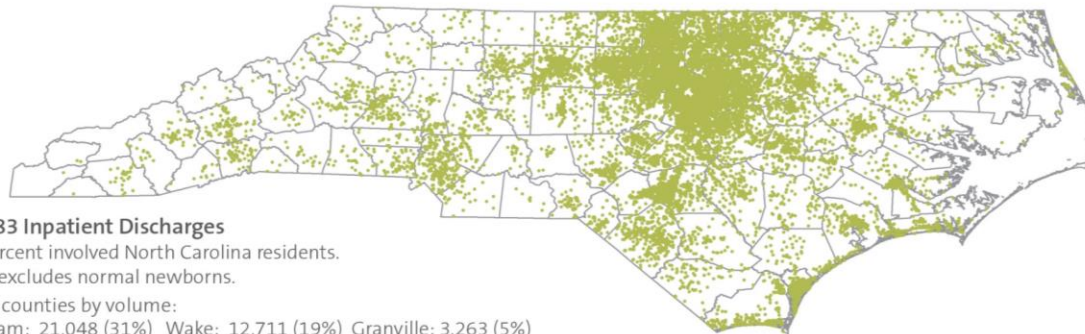 83 Inpatient Discharges
rcent involved North Carolina residents.
excludes normal newborns.
counties by volume:
am: 21,048 (31%) Wake: 12,711 (19%) Granville: 3,263 (5%)